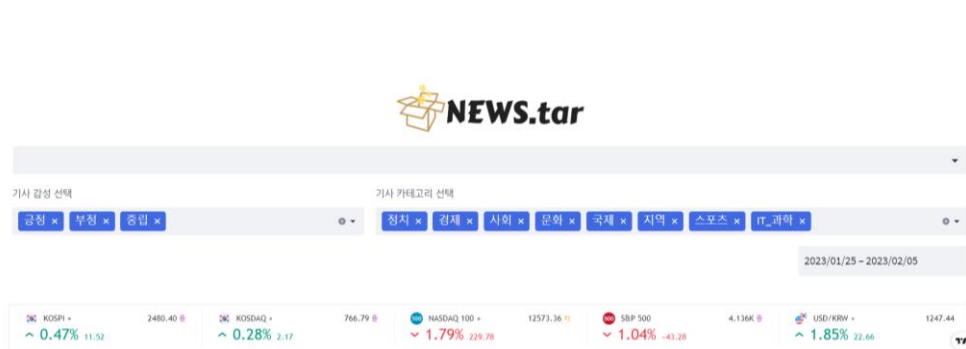 NEWS.tar
기사 감성 선택
기사 카테고리 선택
긍정 × 부정 × 중립 ×
정치 × 경제 × 사회 × 문화 × 국제 × 지역 × 스포츠 × IT_과학 ×
2023/01/25 – 2023/02/05
KOSPI 2480.40 KOSDAQ 766.79 100 NASDAQ 100 12573.36 500 S&P 500 4.136K USD/KRW 1247.44
0.47% 11.52 0.28% 2.17 1.79% 229.78 1.04% -43.28 1.85% 22.66